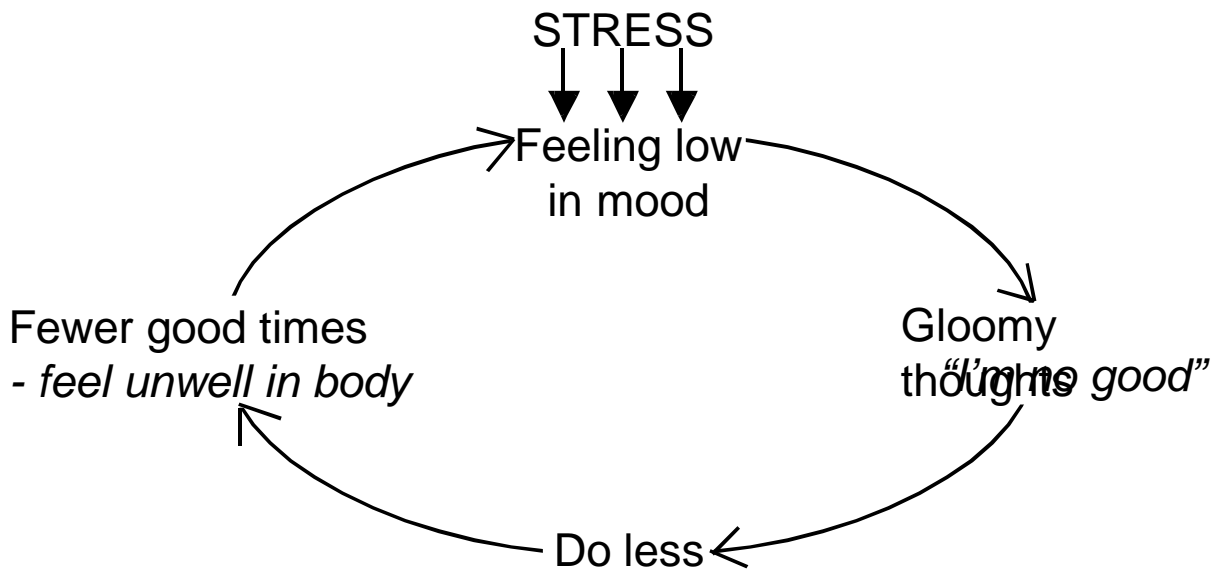 STRESS
Feeling low
in mood
Gloomy
thoughts
“I’m no good”
Do less
Fewer good times
- feel unwell in body